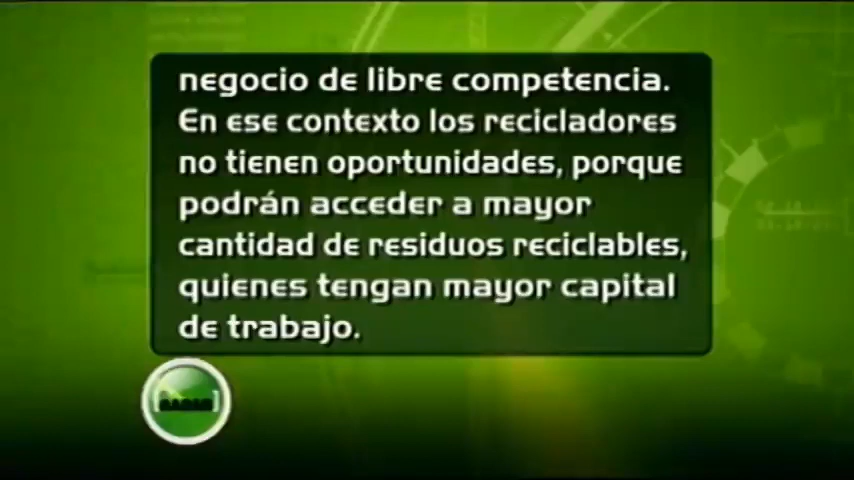 negocio de libre competencia.
En ese contexto los recicladores
no tienen oportunidades, porque
podrán acceder a mayor
cantidad de residuos reciclables,
quienes tengan mayor capital
de trabajo.